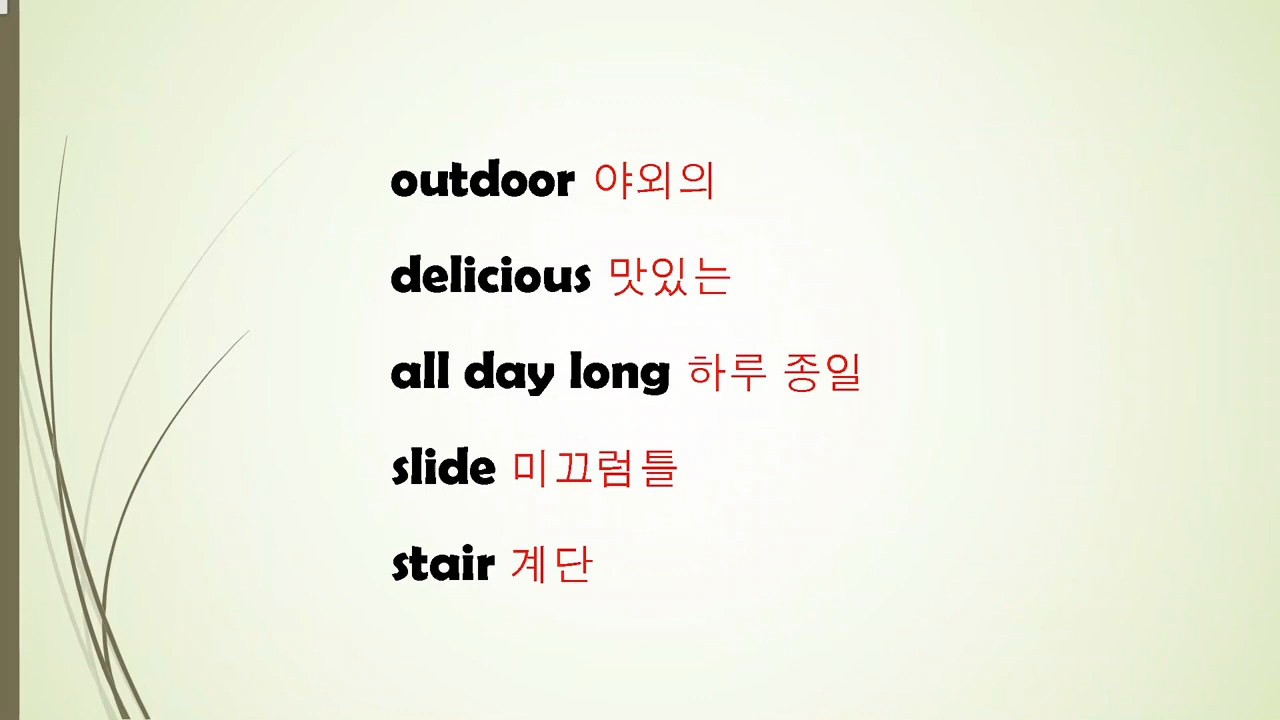 outdoor 야외의
delicious 맛있는
all day long 하루 종일
slide 미끄럼틀
stair 계단